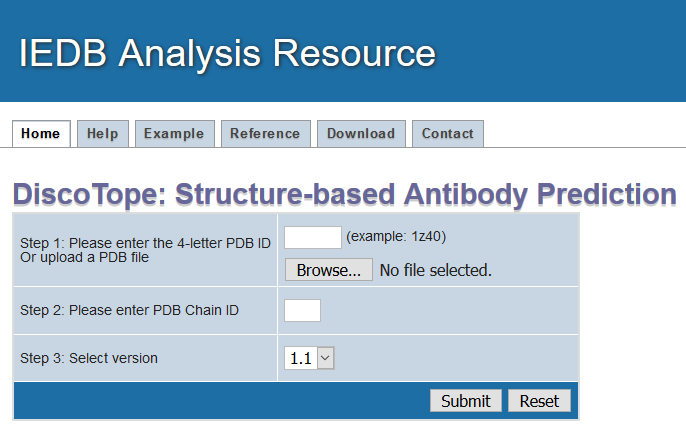 IEDB Analysis Resource
Home Help Example Reference Download Contact
DiscoTope: Structure-based Antibody Prediction
Step 1: Please enter the 4-letter PDB ID
Or upload a PDB file
(example: 1z40)
Browse... No file selected.
Step 2: Please enter PDB Chain ID
Step 3: Select version
1.1
Submit Reset